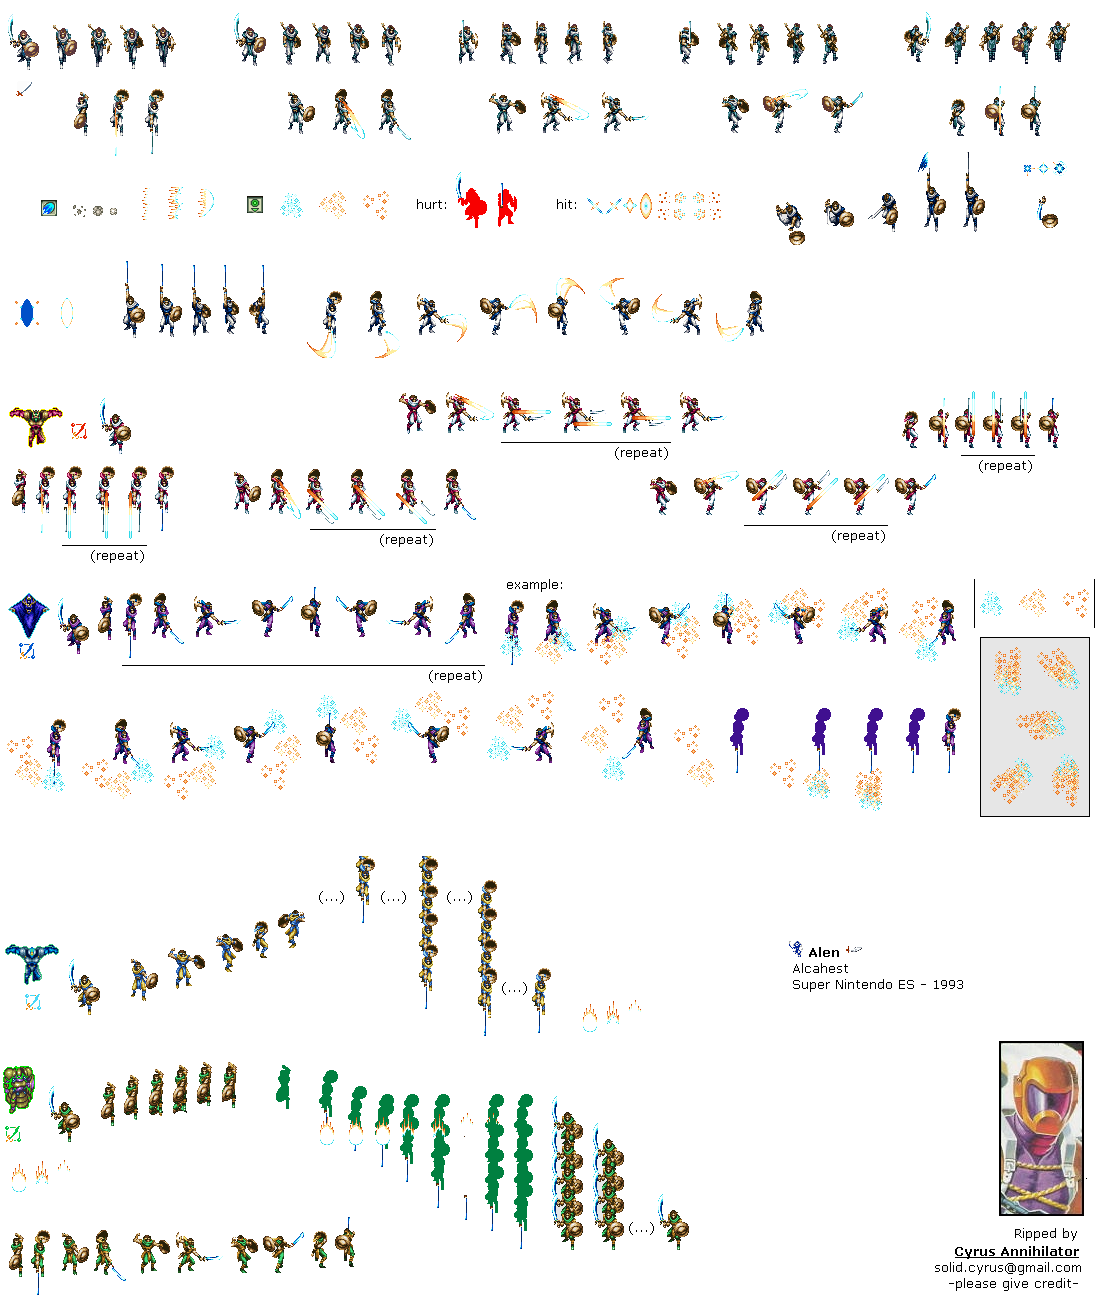 hurt:
hit:
(repeat)
(repeat)
(repeat)
(repeat)
(repeat)
example:
(repeat)
(...)
(...)
(...)
(...)
Alen
Alcahest
Super Nintendo ES - 1993
(...)
Ripped by
Cyrus Annihilator
solid.cyrus@gmail.com
-please give credit-